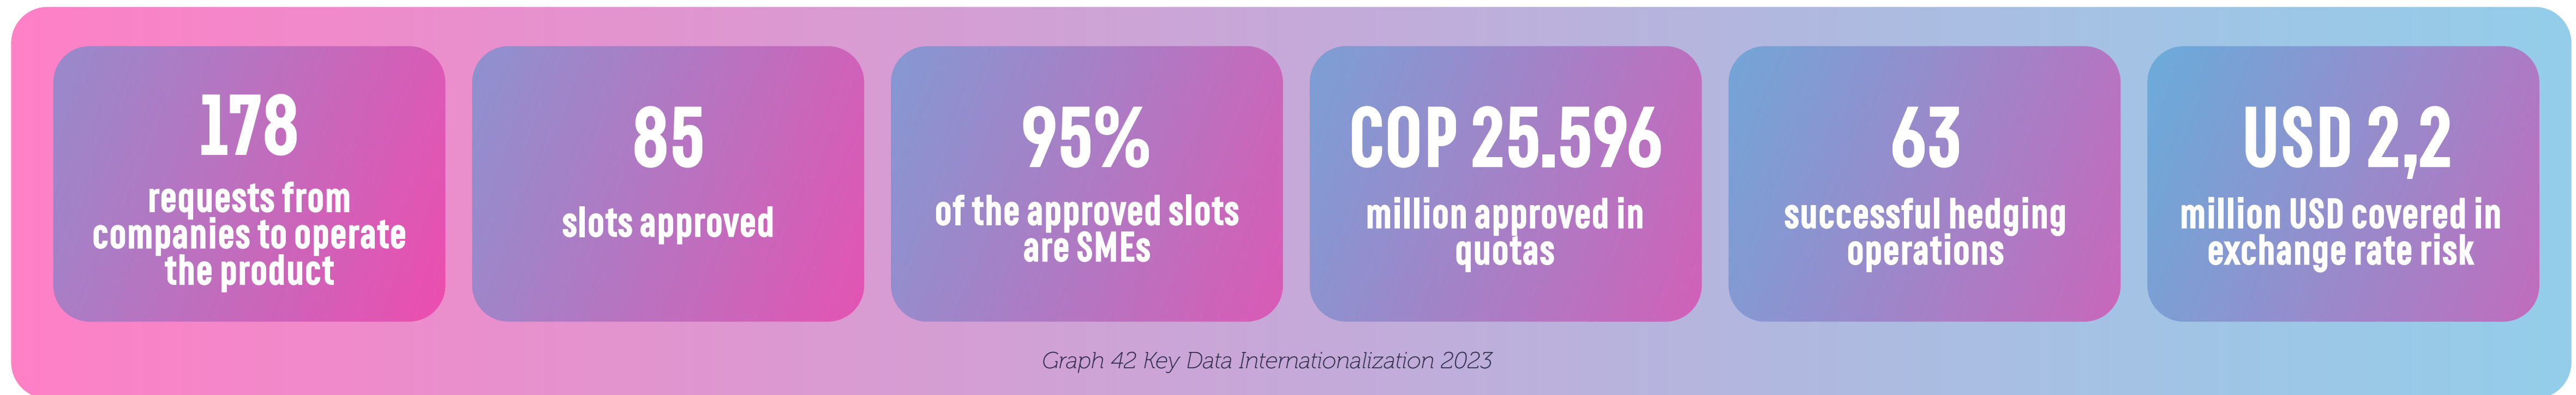 178
requests from
companies to operate
the product
85
slots approved
95%
of the approved slots
are SMEs
COP 25.596
million approved in
quotas
63
successful hedging
operations
USD 2,2
million USD covered in
exchange rate risk
Graph 42 Key Data Internationalization 2023